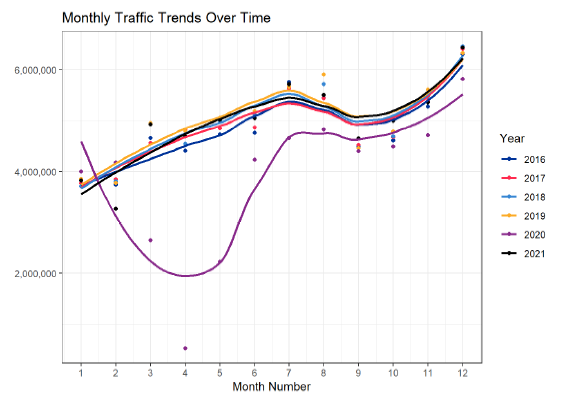 Monthly Traffic Trends Over Time
6,000,000
4,000,000
2,000,000
1 2 3 4 5 6 7 8 9 10 11 12
Month Number
Year
2016
2017
2018
2019
2020
2021